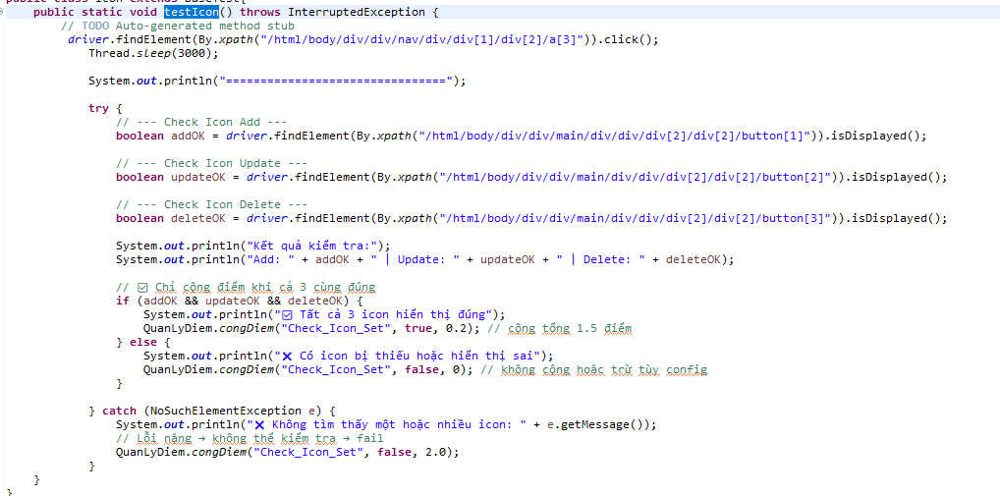 public static void testIcon() throws InterruptedException {
// TODO Auto-generated method stub
driver.findElement(By.xpath("/html/body/div/div/nav/div/div[1]/div[2]/a[3]")).click();
Thread.sleep(3000);
System.out.println("================================");
try {
// --- Check Icon Add ---
boolean addOK = driver.findElement(By.xpath("/html/body/div/div/main/div/div/div[2]/div[2]/button[1]")).isDisplayed();
// --- Check Icon Update ---
boolean updateOK = driver.findElement(By.xpath("/html/body/div/div/main/div/div/div[2]/div[2]/button[2]")).isDisplayed();
// --- Check Icon Delete ---
boolean deleteOK = driver.findElement(By.xpath("/html/body/div/div/main/div/div/div[2]/div[2]/button[3]")).isDisplayed();
System.out.println("Kết quả kiểm tra:");
System.out.println("Add: " + addOK + " | Update: " + updateOK + " | Delete: " + deleteOK);
// ✅ Chỉ cộng điểm khi cả 3 cùng đúng
if (addOK && updateOK && deleteOK) {
System.out.println("✅ Tất cả 3 icon hiển thị đúng");
QuanLyDiem.congDiem("Check_Icon_Set", true, 0.2); // cộng tổng 1.5 điểm
} else {
System.out.println("❌ Có icon bị thiếu hoặc hiển thị sai");
QuanLyDiem.congDiem("Check_Icon_Set", false, 0); // không cộng hoặc trừ tùy config
}
} catch (NoSuchElementException e) {
System.out.println("❌ Không tìm thấy một hoặc nhiều icon: " + e.getMessage());
// Lỗi nặng → không thể kiểm tra → fail
QuanLyDiem.congDiem("Check_Icon_Set", false, 2.0);
}
}
}